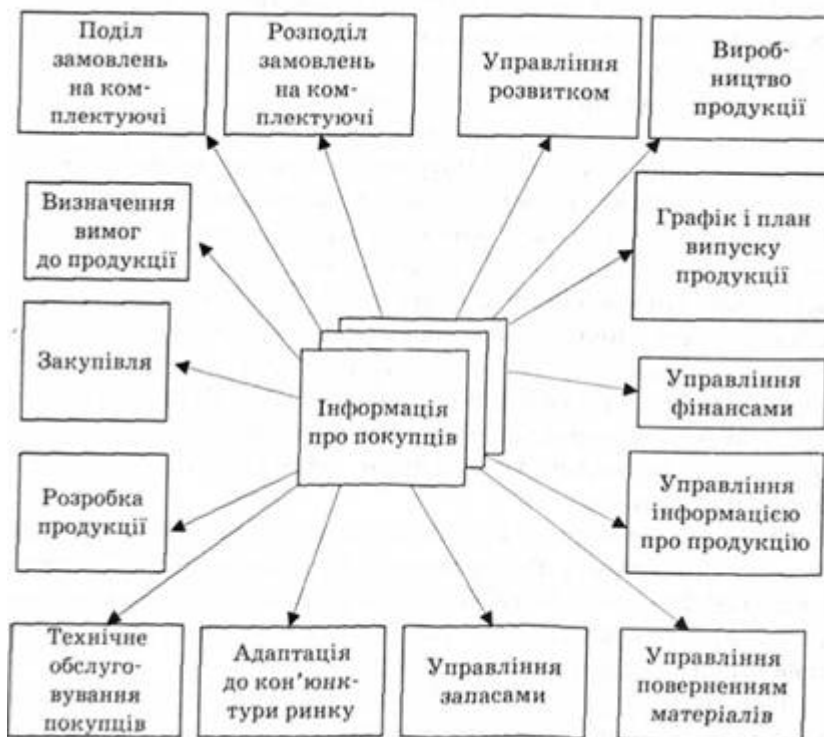 Поділ
замовлень
на ком-
плектуючі
Розподіл
замовлень
на ком-
плектуючі
Управління
розвитком
Вироб-
ництво
продукції
Визначення
вимог
до продукції
Графік і план
випуску
продукції
Закупівля
Інформація
про покупців
Управління
фінансами
Розробка
продукції
Управління
інформацією
про продукцію
Технічне
обслуго-
вування
покупців
Адаптація
до кон'юнк-
тури ринку
Управління
запасами
Управління
поверненням
матеріалів